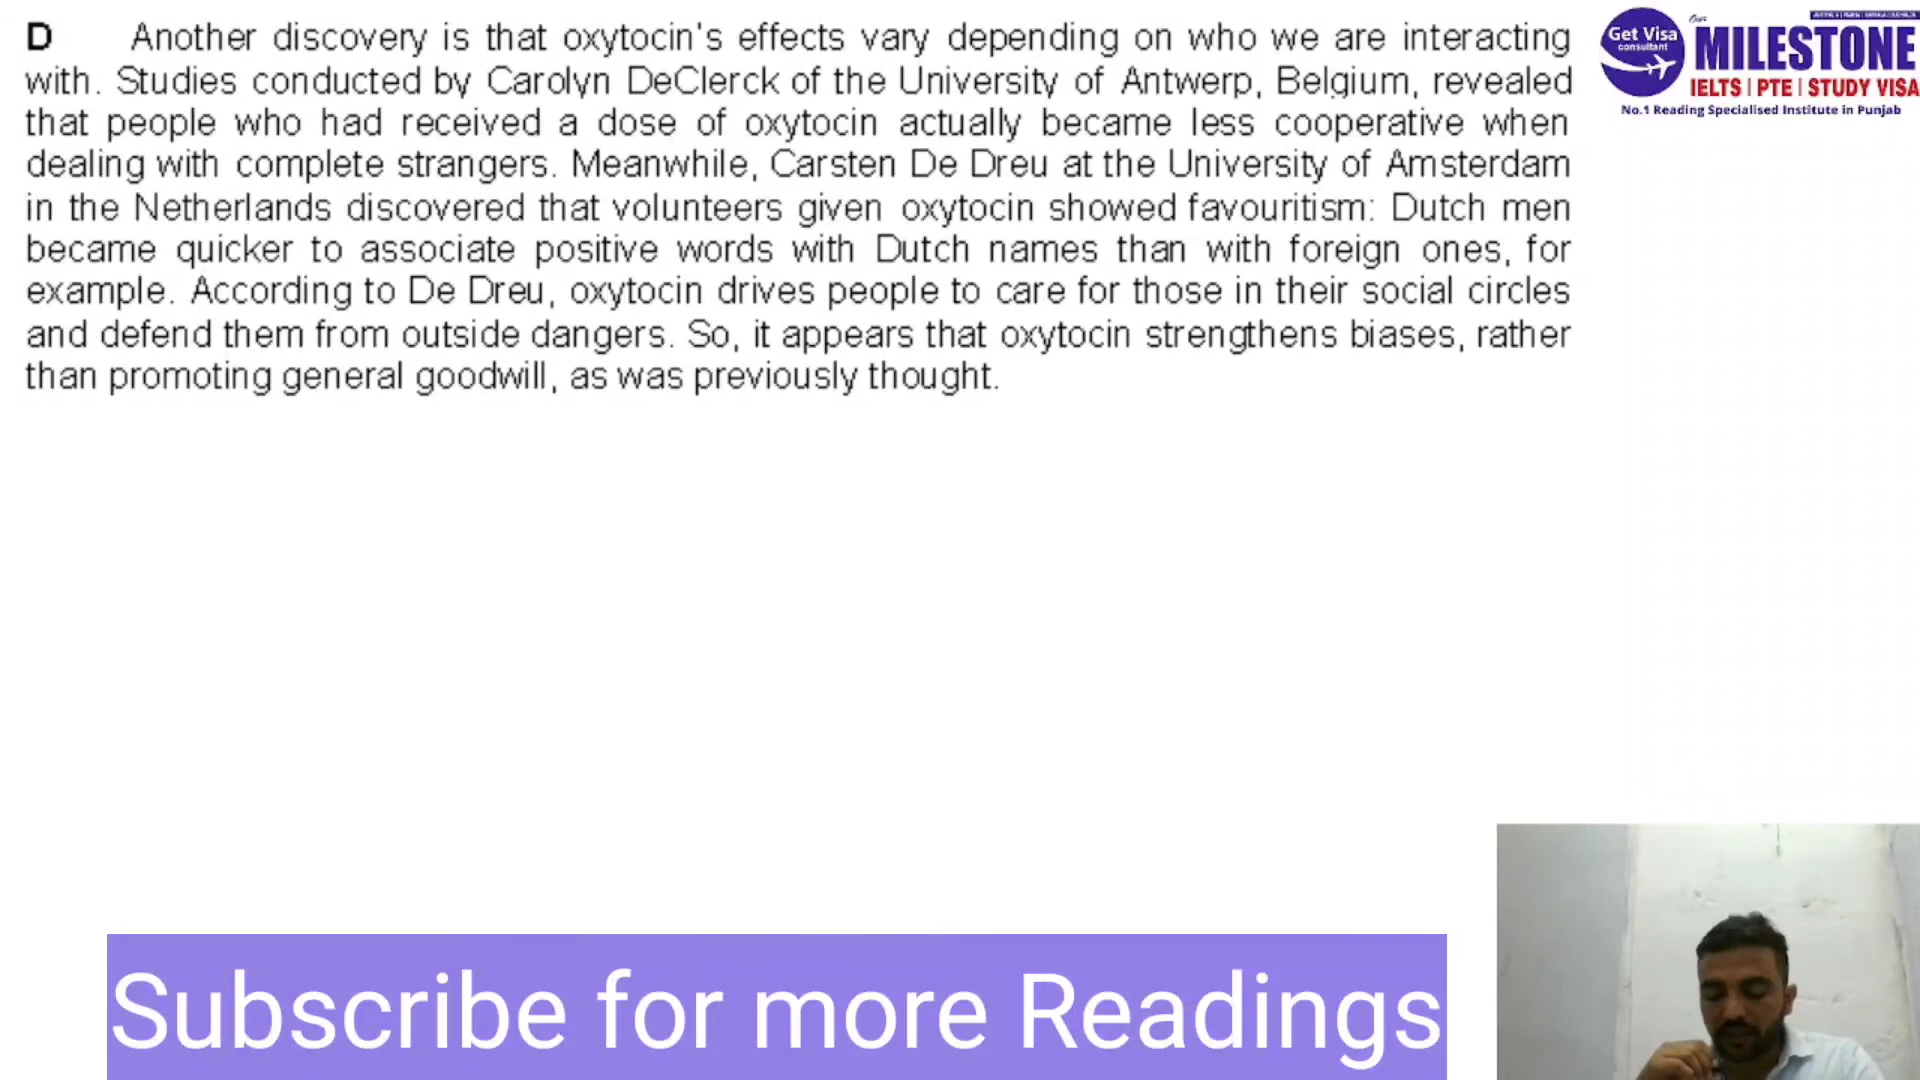 D Another discovery is that oxytocin's effects vary depending on who we are interacting
with. Studies conducted by Carolyn DeClerck of the University of Antwerp, Belgium, revealed
that people who had received a dose of oxytocin actually became less cooperative when
dealing with complete strangers. Meanwhile, Carsten De Dreu at the University of Amsterdam
in the Netherlands discovered that volunteers given oxytocin showed favouritism: Dutch men
became quicker to associate positive words with Dutch names than with foreign ones, for
example. According to De Dreu, oxytocin drives people to care for those in their social circles
and defend them from outside dangers. So, it appears that oxytocin strengthens biases, rather
than promoting general goodwill, as was previously thought.
Get Visa
consultant
Our
MILESTONE
IELTS | PTE | STUDY VISA
No.1 Reading Specialised Institute in Punjab
Subscribe for more Readings